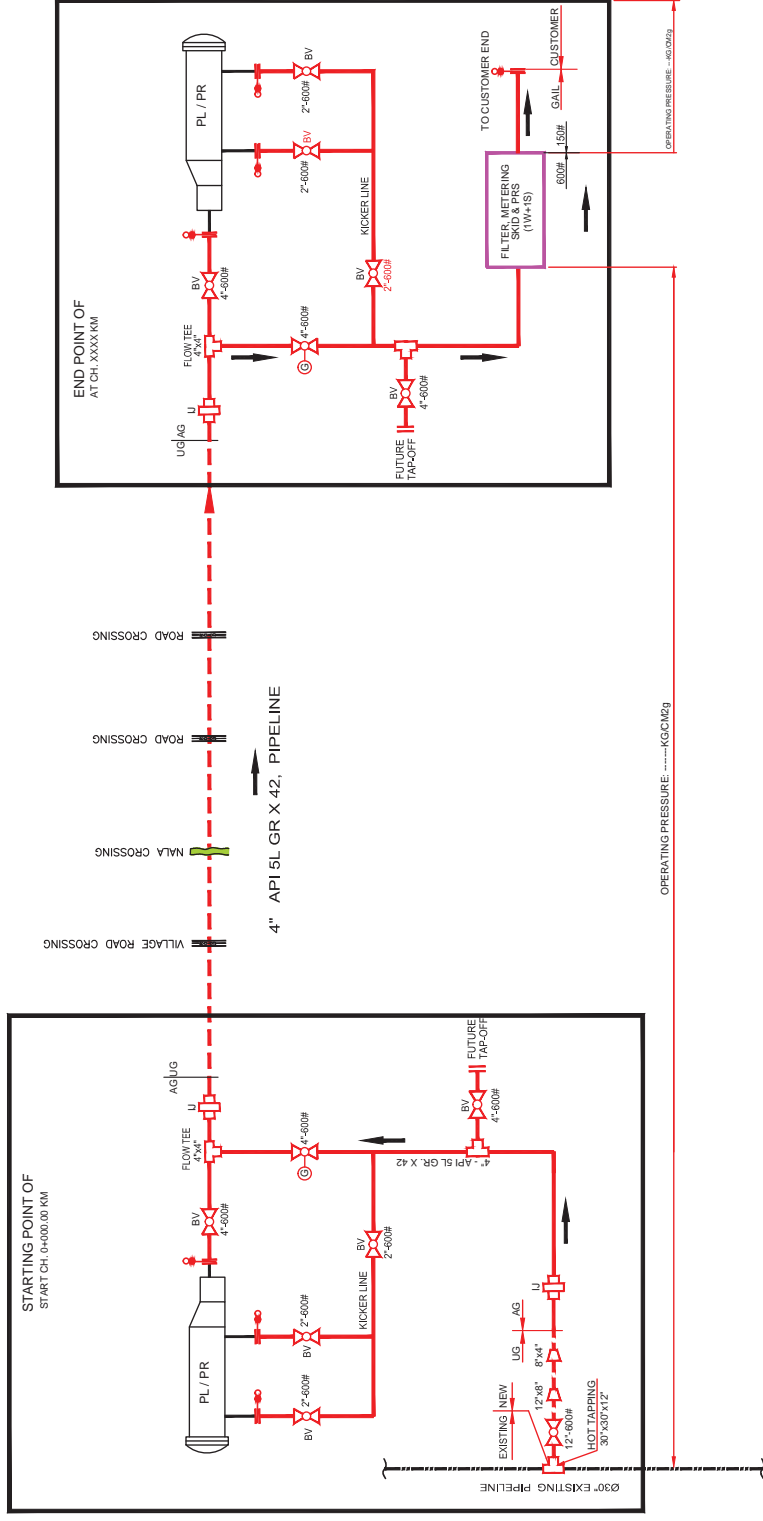 STARTING POINT OF
START CH. 0+000.00 KM
PL / PR
2"-600#
BV
2"-600#
BV
KICKER LINE
BV
2"-600#
BV
4"-600#
FLOW TEE
4"x4"
IJ
AG
UG
G
4"-600#
4" - API 5L GR. X 42
BV
4"-600#
FUTURE
TAP-OFF
Ø30" EXISTING PIPELINE
HOT TAPPING
30"x30"x12"
12"-600#
EXISTING
NEW
12"x8"
8"x4"
UG
AG
IJ
VILLAGE ROAD CROSSING
NALA CROSSING
ROAD CROSSING
ROAD CROSSING
4" API 5L GR X 42, PIPELINE
END POINT OF
AT CH. XXXX KM
UG
AG
IJ
FLOW TEE
4"x4"
BV
4"-600#
PL / PR
2"-600#
BV
2"-600#
BV
KICKER LINE
BV
2"-600#
G
4"-600#
BV
4"-600#
FUTURE
TAP-OFF
FILTER, METERING
SKID & PRS
(1W+1S)
TO CUSTOMER END
GAIL
CUSTOMER
600#
150#
OPERATING PRESSURE: -------KG/CM2g
OPERATING PRESSURE: --KG/CM2g